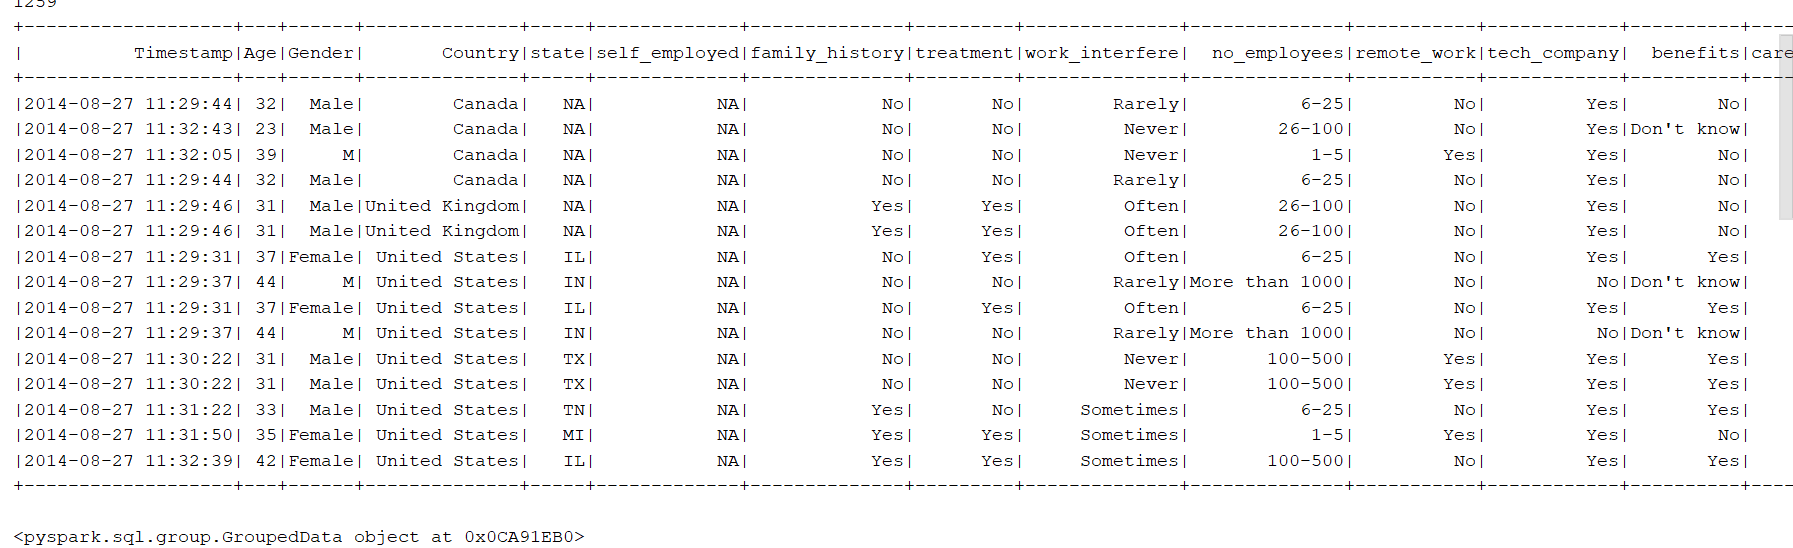 1259
+-------------------+---+------+--------------+-----+-------------+--------------+---------+--------------+--------------+-----------+------------+----------+----
|          Timestamp|Age|Gender|       Country|state|self_employed|family_history|treatment|work_interfere|  no_employees|remote_work|tech_company|  benefits|care
+-------------------+---+------+--------------+-----+-------------+--------------+---------+--------------+--------------+-----------+------------+----------+----
|2014-08-27 11:29:44| 32|  Male|        Canada|   NA|           NA|            No|       No|        Rarely|          6-25|         No|         Yes|        No|
|2014-08-27 11:32:43| 23|  Male|        Canada|   NA|           NA|            No|       No|         Never|        26-100|         No|         Yes|Don't know|
|2014-08-27 11:32:05| 39|     M|        Canada|   NA|           NA|            No|       No|         Never|           1-5|        Yes|         Yes|        No|
|2014-08-27 11:29:44| 32|  Male|        Canada|   NA|           NA|            No|       No|        Rarely|          6-25|         No|         Yes|        No|
|2014-08-27 11:29:46| 31|  Male|United Kingdom|   NA|           NA|           Yes|      Yes|         Often|        26-100|         No|         Yes|        No|
|2014-08-27 11:29:46| 31|  Male|United Kingdom|   NA|           NA|           Yes|      Yes|         Often|        26-100|         No|         Yes|        No|
|2014-08-27 11:29:31| 37|Female| United States|   IL|           NA|            No|      Yes|         Often|          6-25|         No|         Yes|       Yes|
|2014-08-27 11:29:37| 44|     M| United States|   IN|           NA|            No|       No|        Rarely|More than 1000|         No|          No|Don't know|
|2014-08-27 11:29:31| 37|Female| United States|   IL|           NA|            No|      Yes|         Often|          6-25|         No|         Yes|       Yes|
|2014-08-27 11:29:37| 44|     M| United States|   IN|           NA|            No|       No|        Rarely|More than 1000|         No|          No|Don't know|
|2014-08-27 11:30:22| 31|  Male| United States|   TX|           NA|            No|       No|         Never|       100-500|        Yes|         Yes|       Yes|
|2014-08-27 11:30:22| 31|  Male| United States|   TX|           NA|            No|       No|         Never|       100-500|        Yes|         Yes|       Yes|
|2014-08-27 11:31:22| 33|  Male| United States|   TN|           NA|           Yes|       No|     Sometimes|          6-25|         No|         Yes|       Yes|
|2014-08-27 11:31:50| 35|Female| United States|   MI|           NA|           Yes|      Yes|     Sometimes|           1-5|        Yes|         Yes|        No|
|2014-08-27 11:32:39| 42|Female| United States|   IL|           NA|           Yes|      Yes|     Sometimes|       100-500|         No|         Yes|       Yes|
+-------------------+---+------+--------------+-----+-------------+--------------+---------+--------------+--------------+-----------+------------+----------+----
<pyspark.sql.group.GroupedData object at 0x0CA91EB0>